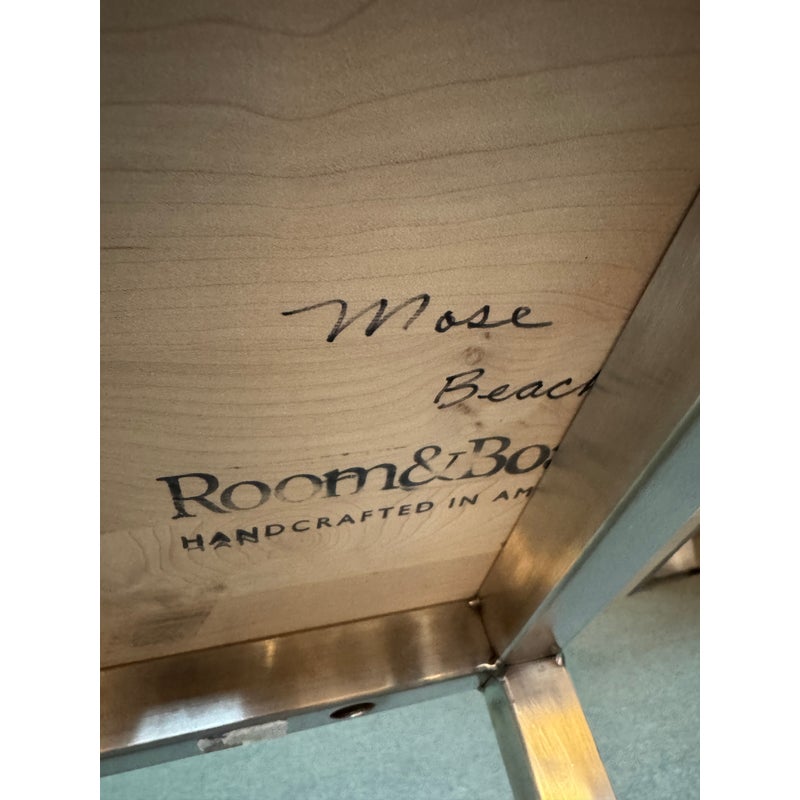 Mose
Beach
Room&Bo
HANDCRAFTED IN AM